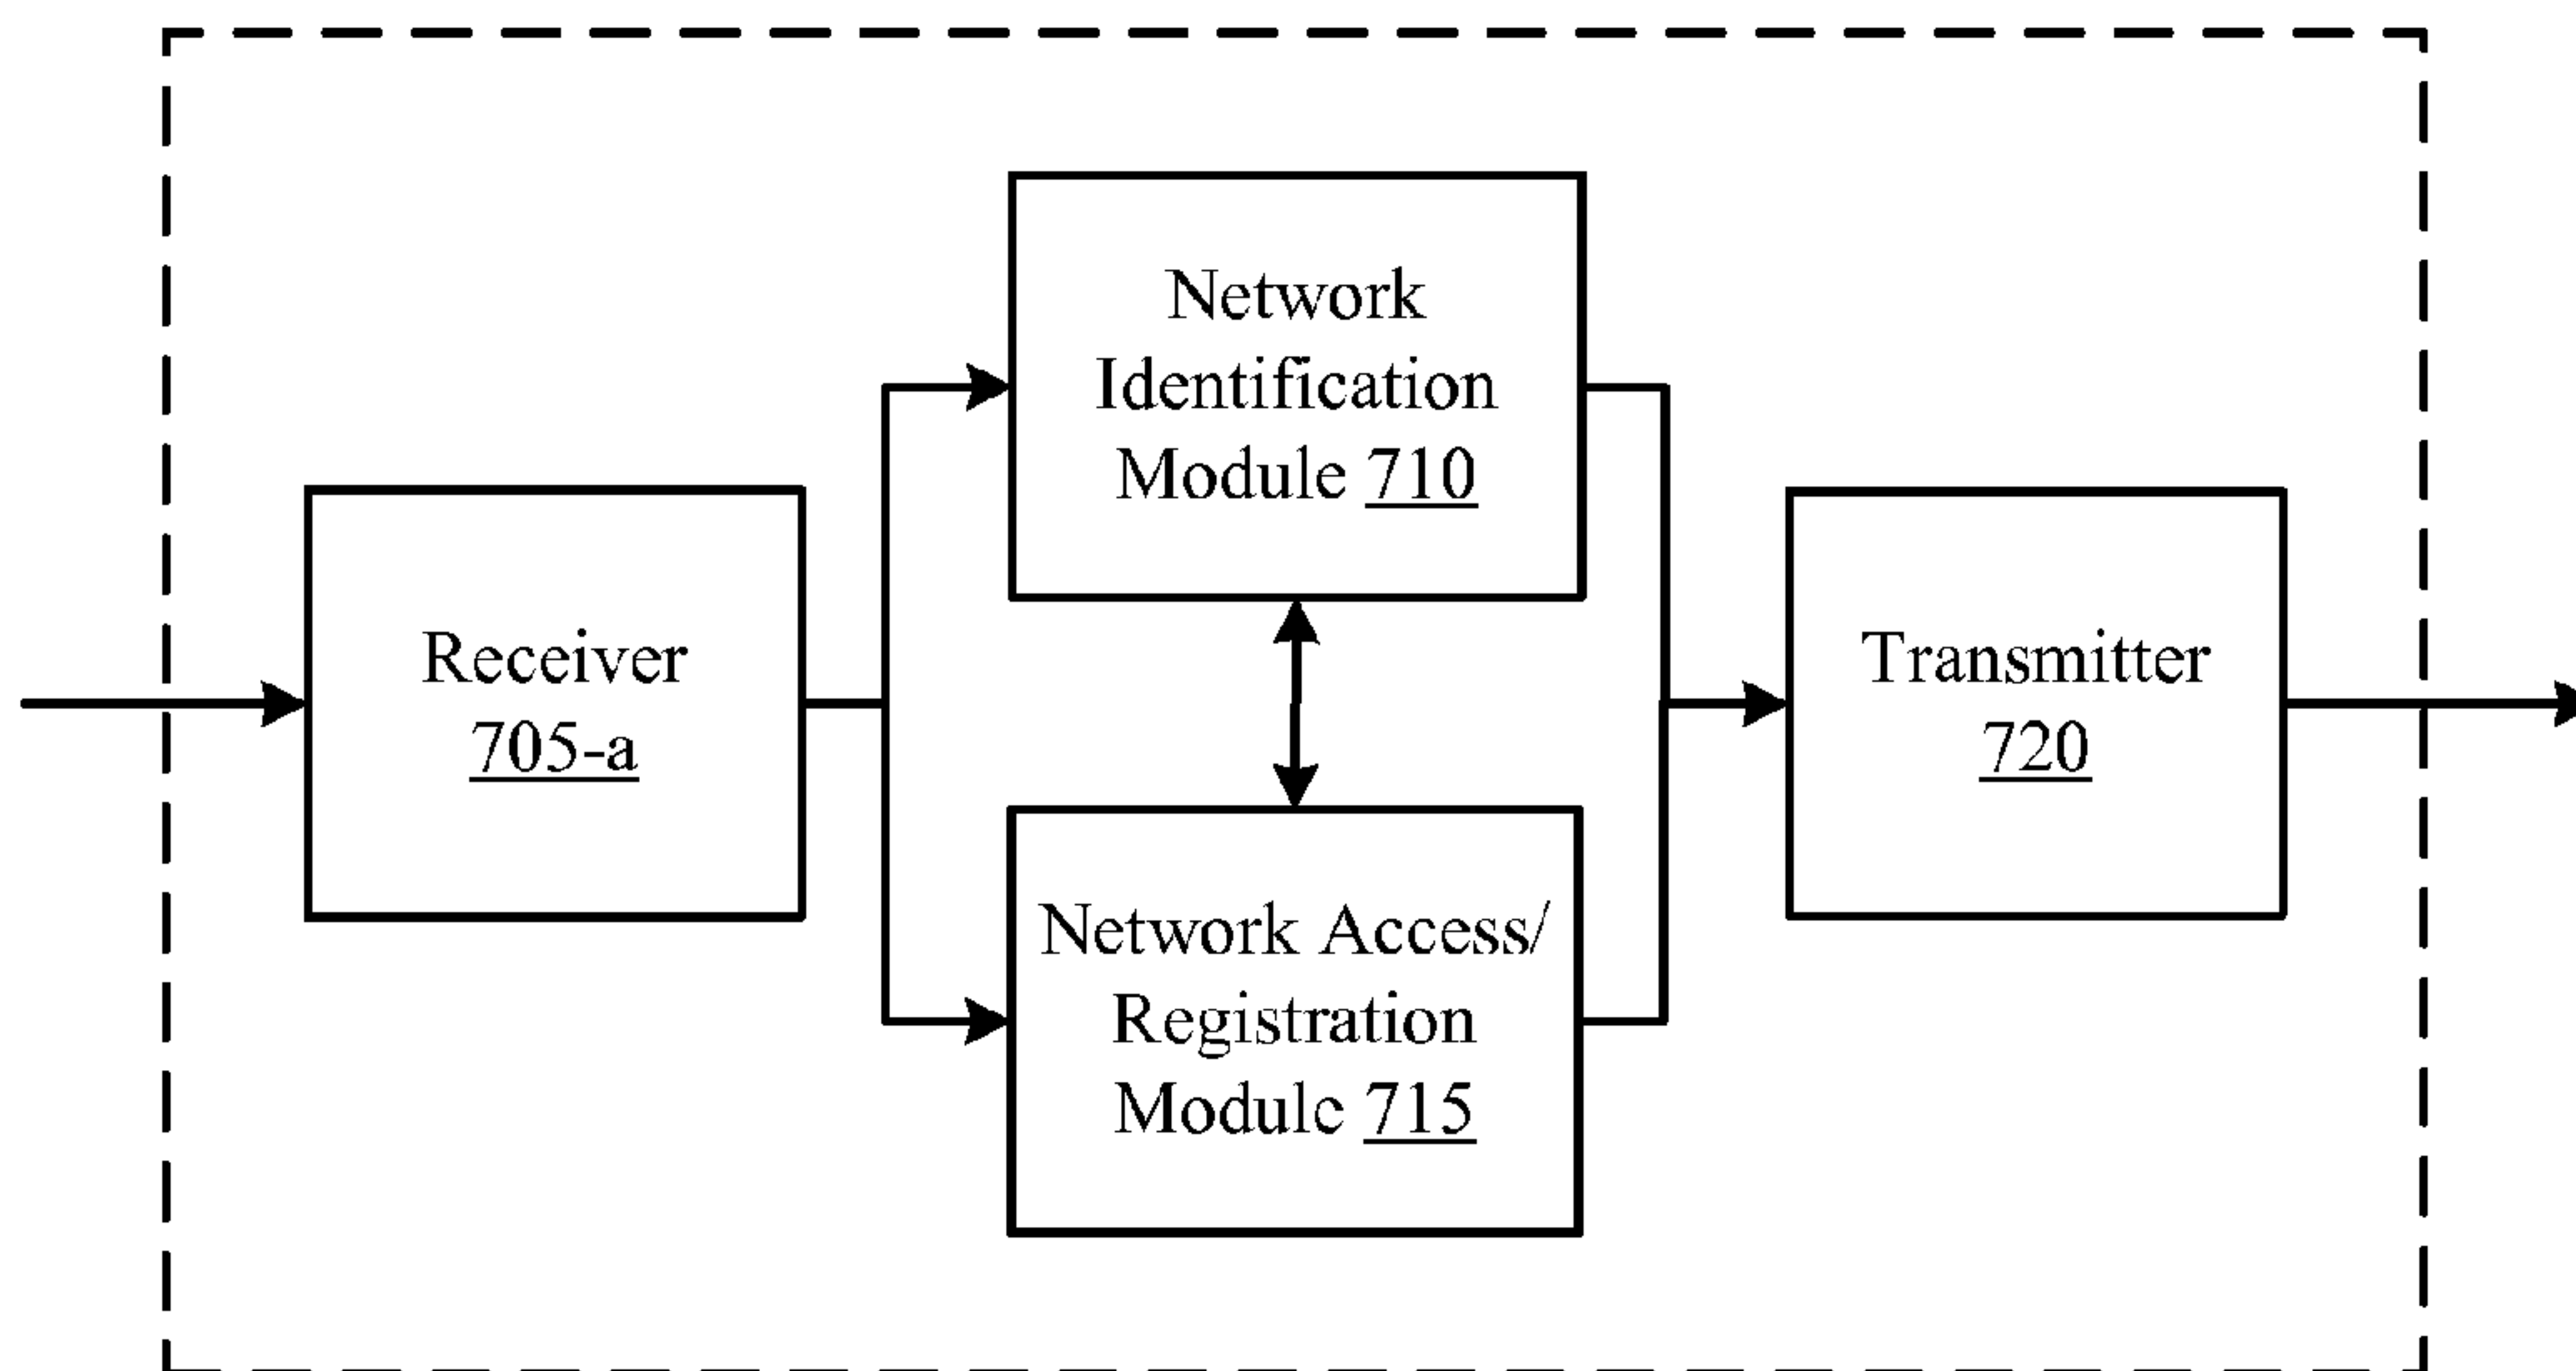 Network
Identification
Module 710
Receiver
705-a
Transmitter
720
Network Access/
Registration
Module 715